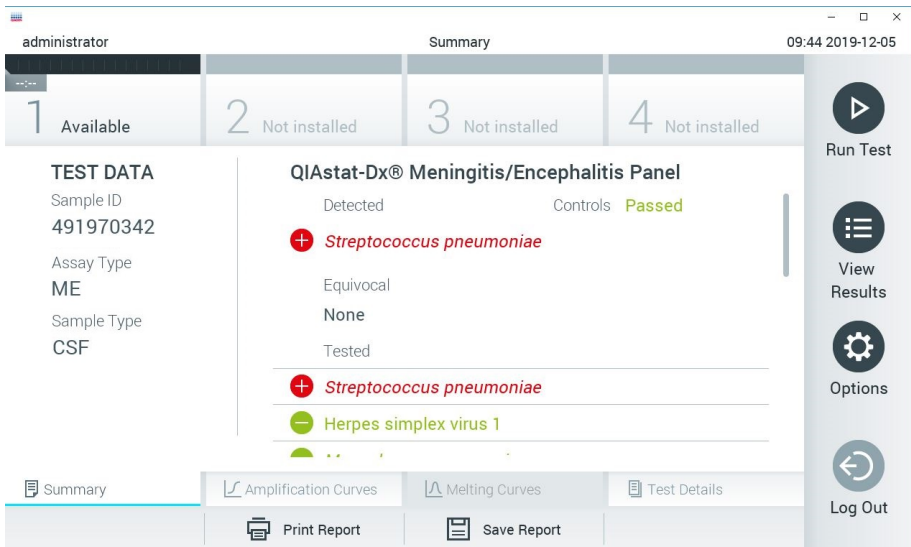 administrator
Summary
09:44 2019-12-05
--:--
1 Available
2 Not installed
3 Not installed
4 Not installed
Run Test
View
Results
Options
Log Out
TEST DATA
Sample ID
491970342
Assay Type
ME
Sample Type
CSF
QIAstat-Dx® Meningitis/Encephalitis Panel
Detected
Controls Passed
Streptococcus pneumoniae
Equivocal
None
Tested
Streptococcus pneumoniae
Herpes simplex virus 1
Summary
Amplification Curves
Melting Curves
Test Details
Print Report
Save Report